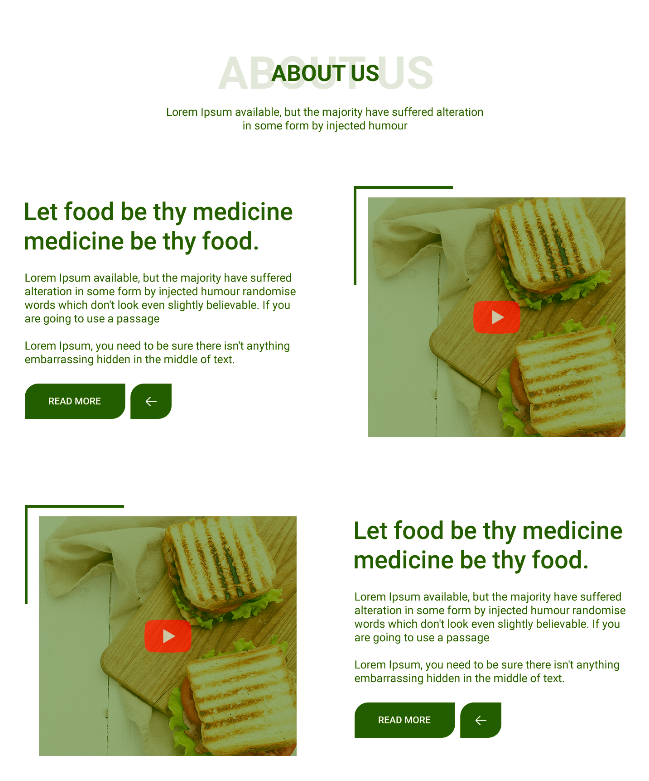 ABOUT US
ABOUT US
Lorem Ipsum available, but the majority have suffered alteration
in some form by injected humour
Let food be thy medicine
medicine be thy food.
Lorem Ipsum available, but the majority have suffered
alteration in some form by injected humour randomise
words which don't look even slightly believable. If you
are going to use a passage
Lorem Ipsum, you need to be sure there isn't anything
embarrassing hidden in the middle of text.
READ MORE
Let food be thy medicine
medicine be thy food.
Lorem Ipsum available, but the majority have suffered
alteration in some form by injected humour randomise
words which don't look even slightly believable. If you
are going to use a passage
Lorem Ipsum, you need to be sure there isn't anything
embarrassing hidden in the middle of text.
READ MORE